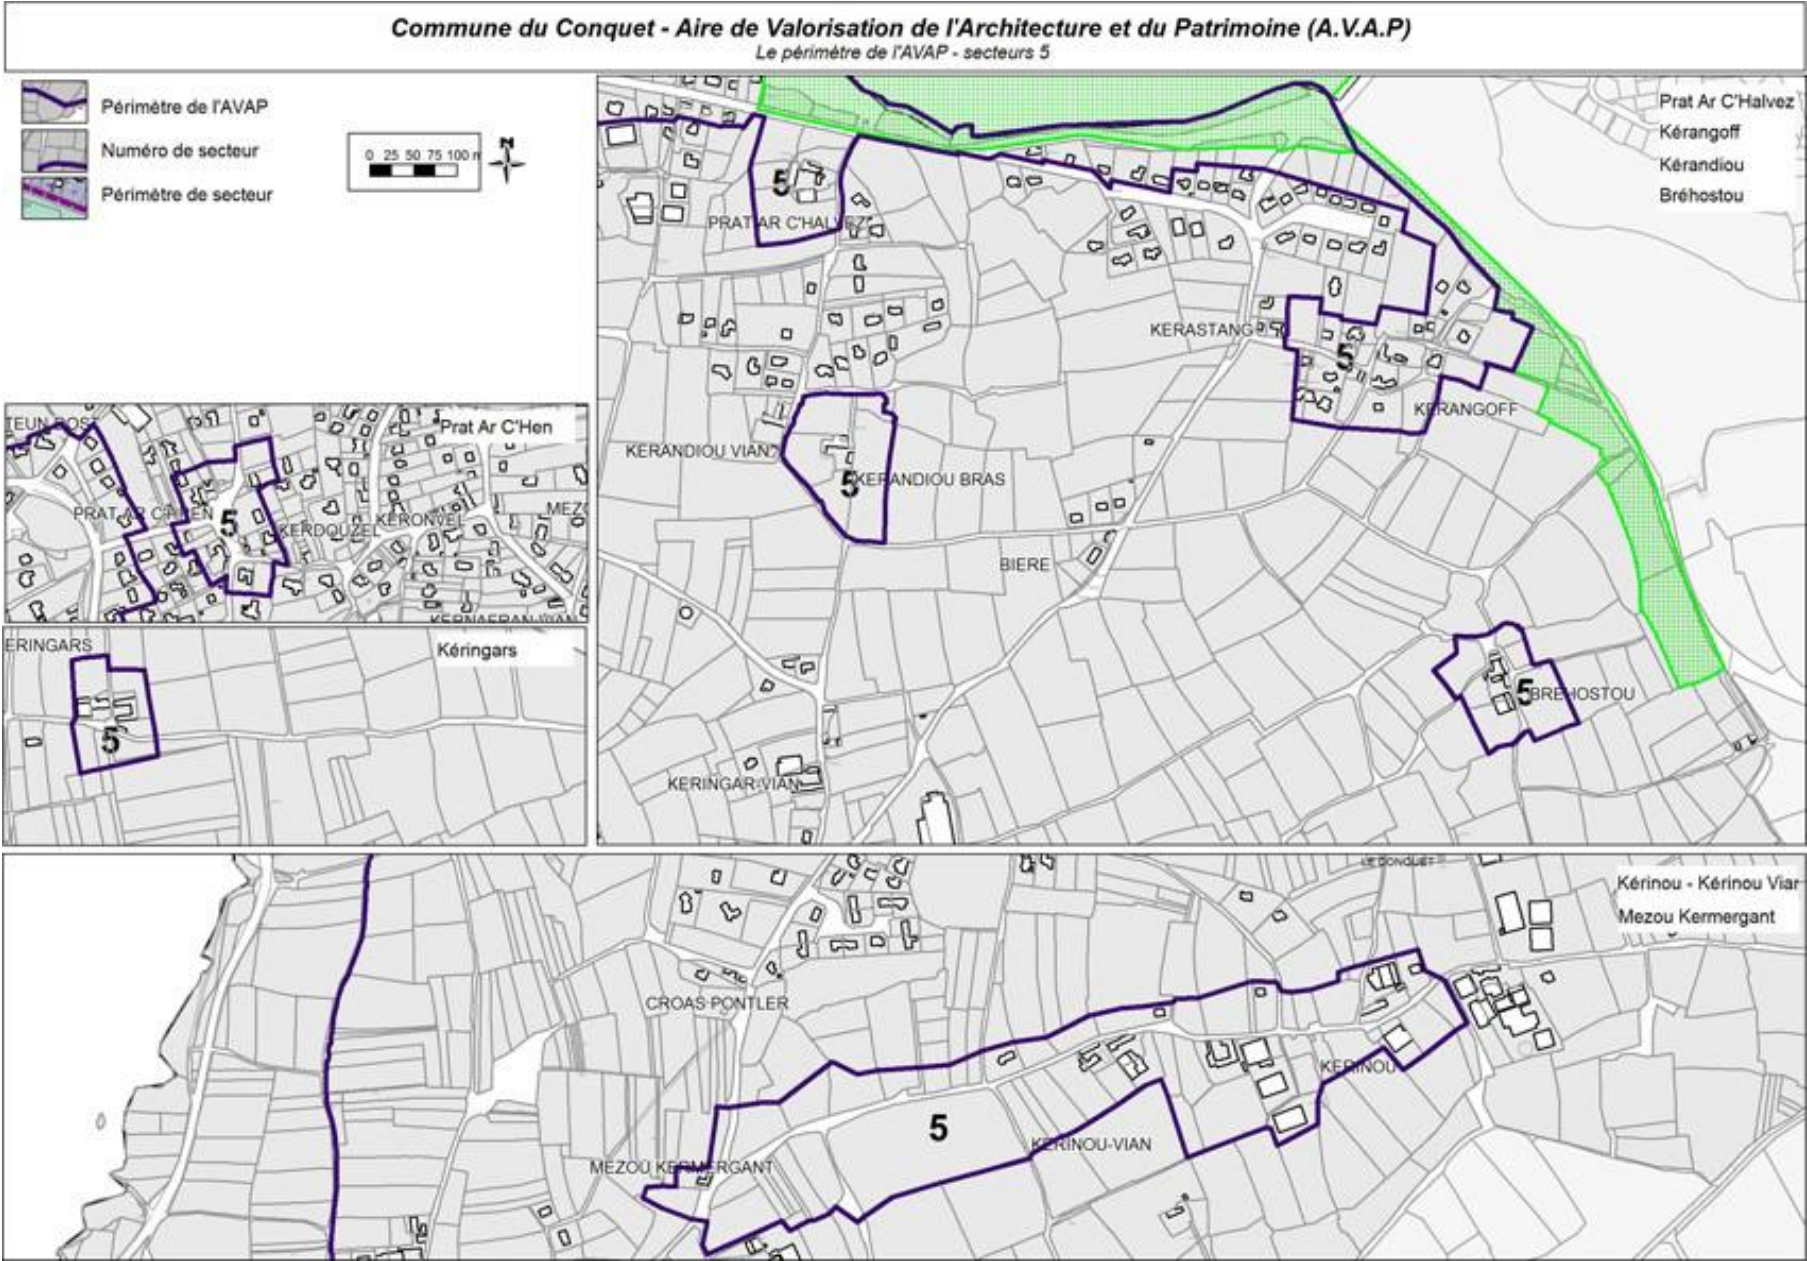 Commune du Conquet - Aire de Valorisation de l'Architecture et du Patrimoine (A.V.A.P)
Le périmètre de l'AVAP - secteurs 5
Périmètre de l'AVAP
Numéro de secteur
Périmètre de secteur
0 25 50 75 100 m
N
Prat Ar C'Halvez
Kérangoff
Kérandiou
Bréhostou
5
PRAT AR C'HALVEZ
KERASTANG
5
KERANGOFF
KERANDIOU VIAN
5
KERANDIOU BRAS
BIERE
5
BREHOSTOU
KERINGAR-VIAN
TEUN POST
Prat Ar C'Hen
PRAT AR C'HEN
5
KERDOUZEL
KERONVEL
MEZO
KERNAERAN-VIAN
ERINGARS
Kéringars
5
LE CONQUET
Kérinou - Kérinou Viar
Mezou Kermergant
CROAS PONTLER
KERINOU
5
KERINOU-VIAN
MEZOU KERMERGANT